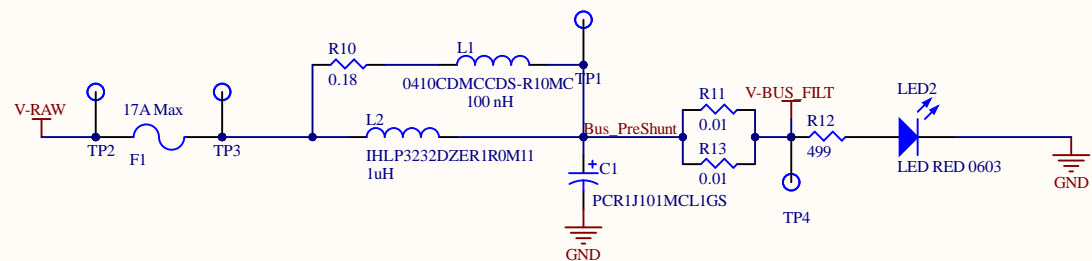 R10
0.18
L1
0410CDMCCDS-R10MC
100 nH
TP1
V-RAW
17A Max
TP2
F1
TP3
L2
IHLP3232DZER1R0M11
1uH
Bus_PreShunt
+
C1
PCR1J101MCL1GS
GND
R11
0.01
R13
0.01
V-BUS_FILT
R12
499
TP4
LED2
LED RED 0603
GND